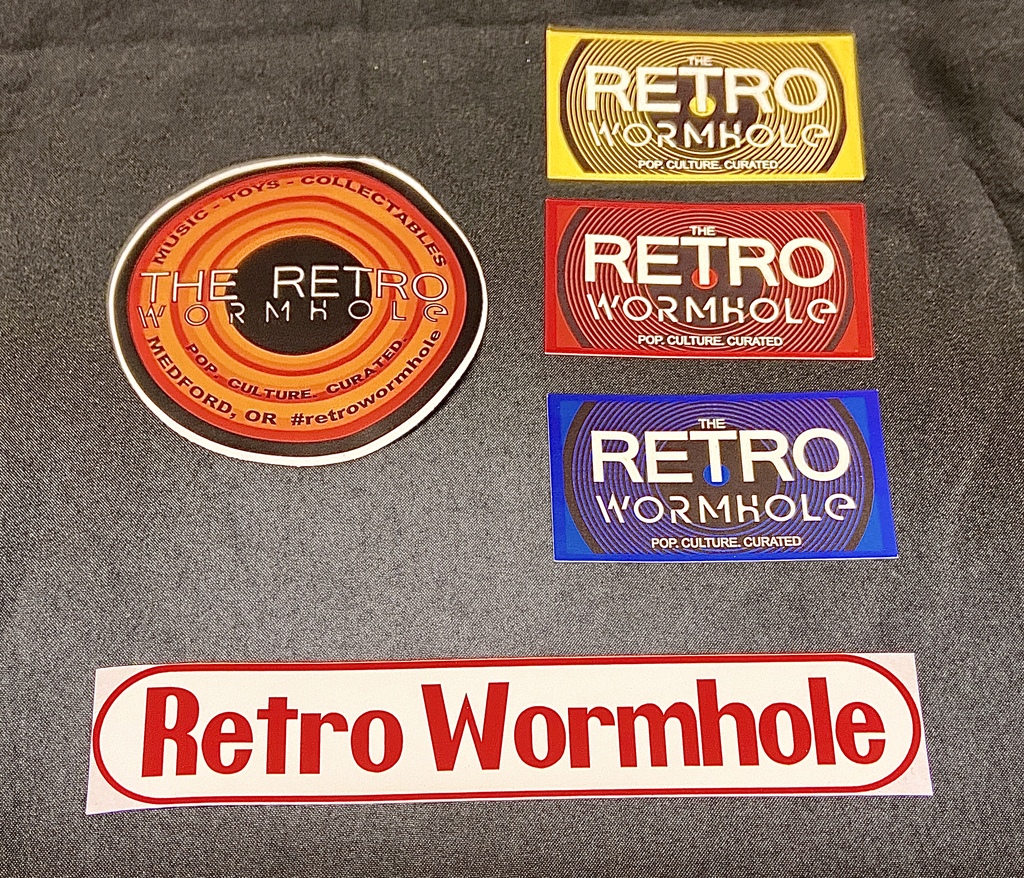 MUSIC - TOYS - COLLECTABLES
THE RETRO
WORMHOLE
POP. CULTURE. CURATED.
MEDFORD, OR #retrowormhole
THE
RETRO
WORMHOLe
POP. CULTURE. CURATED
THE
RETRO
WORMHOLe
POP. CULTURE. CURATED
THE
RETRO
WORMHOLe
POP. CULTURE. CURATED
Retro Wormhole